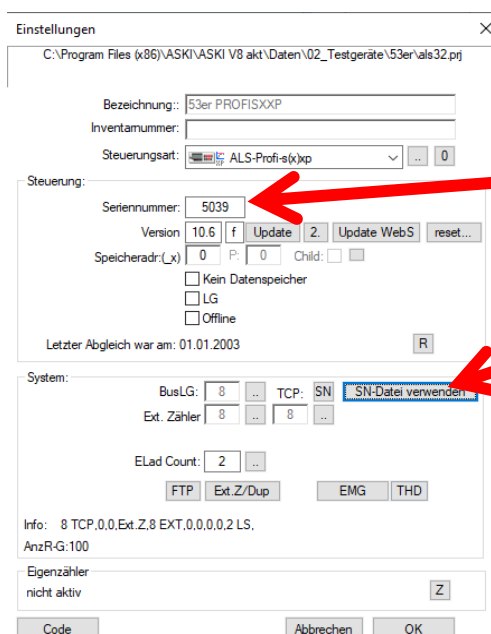 Einstellungen
C:\Program Files (x86)\ASKI\ASKI V8 akt\Daten\02_Testgeräte\53er\als32.prj
Bezeichnung:: 53er PROFISXXP
Inventarnummer:
Steuerungsart: XP ALS-Profi-s(x)xp .. 0
Steuerung:
Seriennummer: 5039
Version 10.6 f Update 2. Update WebS reset...
Speicheradr:(_x) 0 P: 0 Child:
Kein Datenspeicher
LG
Offline
Letzter Abgleich war am: 01.01.2003 R
System:
BusLG: 8 .. TCP: SN SN-Datei verwenden
Ext. Zähler 8 .. 8 ..
ELad Count: 2 ..
FTP Ext.Z/Dup EMG THD
Info: 8 TCP,0,0,Ext.Z,8 EXT,0,0,0,0,2 LS,
AnzR-G:100
Eigenzähler
nicht aktiv Z
Code Abbrechen OK